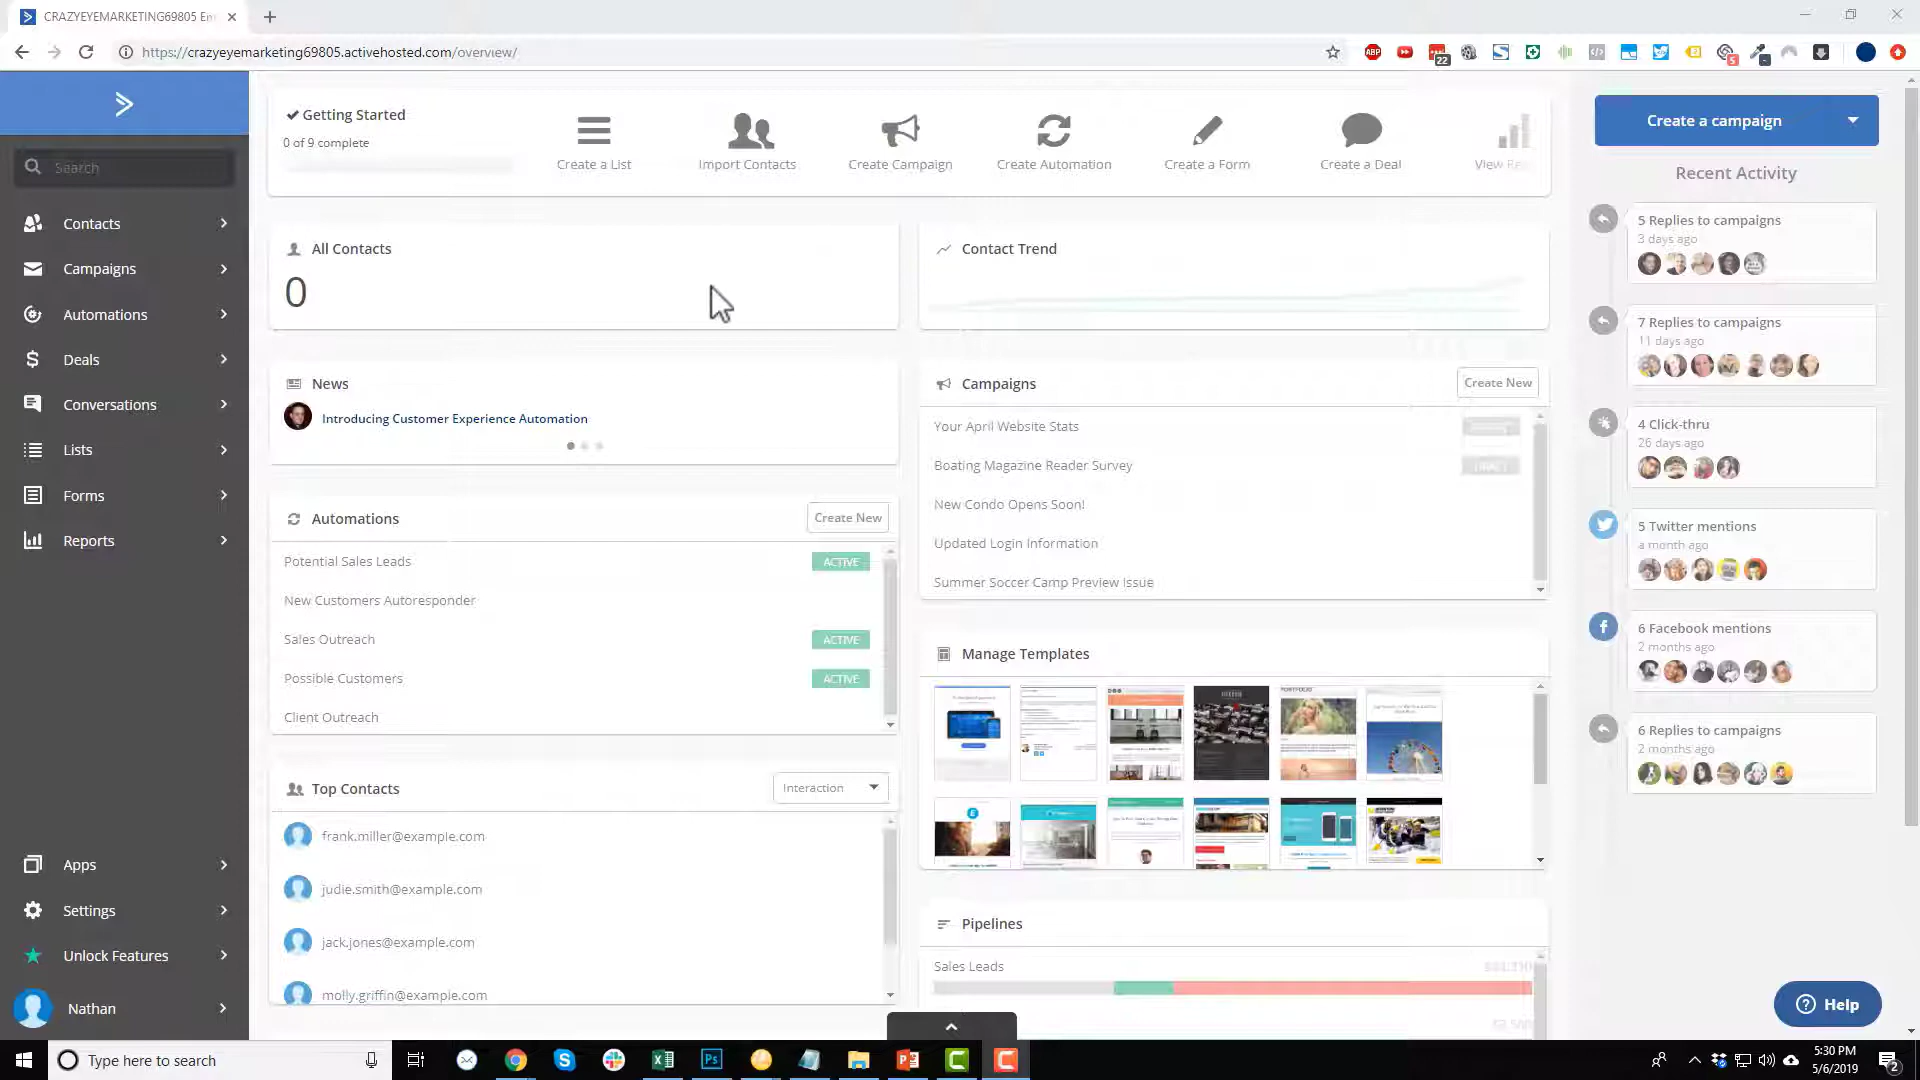 CRAZYEYEMARKETING69805 En
https://crazyeyemarketing69805.activehosted.com/overview/
ABP
22
5
Search
Contacts
Campaigns
Automations
Deals
Conversations
Lists
Forms
Reports
Apps
Settings
Unlock Features
Nathan
Getting Started
0 of 9 complete
Create a List
Import Contacts
Create Campaign
Create Automation
Create a Form
Create a Deal
View Re
All Contacts
0
Contact Trend
News
Introducing Customer Experience Automation
Campaigns
Create New
Your April Website Stats
Boating Magazine Reader Survey
DRAFT
New Condo Opens Soon!
Updated Login Information
Summer Soccer Camp Preview Issue
Automations
Create New
Potential Sales Leads
ACTIVE
New Customers Autoresponder
Sales Outreach
ACTIVE
Possible Customers
ACTIVE
Client Outreach
Manage Templates
PORTFOLIO
Top Contacts
Interaction
frank.miller@example.com
judie.smith@example.com
jack.jones@example.com
molly.griffin@example.com
Pipelines
Sales Leads
Create a campaign
Recent Activity
5 Replies to campaigns
3 days ago
7 Replies to campaigns
11 days ago
4 Click-thru
26 days ago
5 Twitter mentions
a month ago
6 Facebook mentions
2 months ago
6 Replies to campaigns
2 months ago
Help
Type here to search
5:30 PM
5/6/2019
2